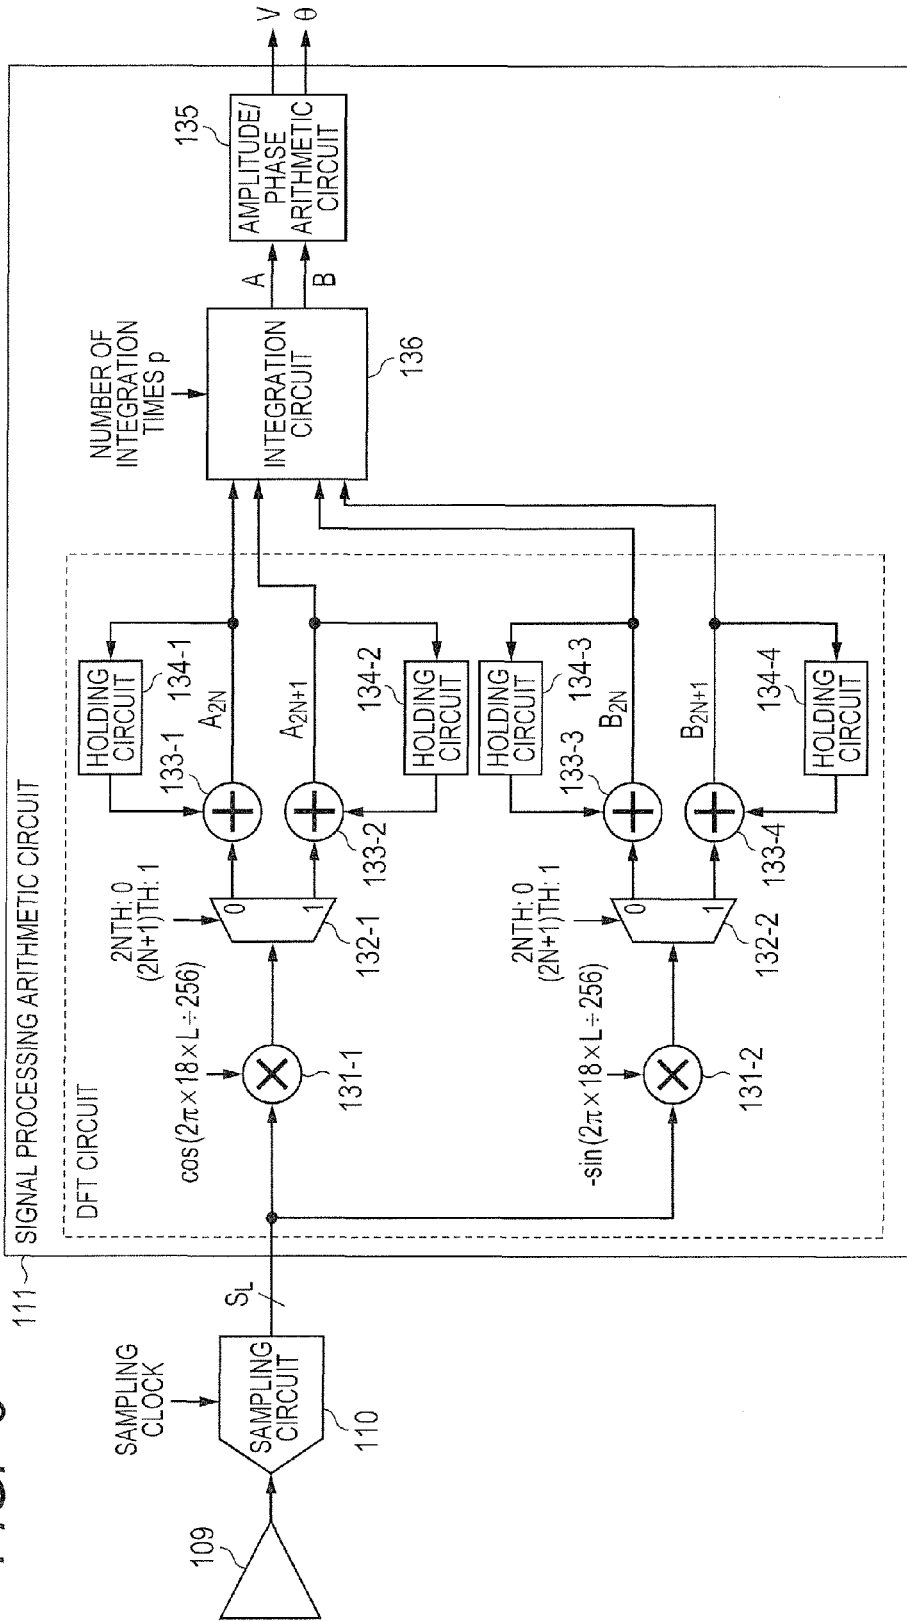 111 SIGNAL PROCESSING ARITHMETIC CIRCUIT
DFT CIRCUIT
109
SAMPLING
CLOCK
SAMPLING
CIRCUIT
110
SL
cos(2π×18×L÷256)
131-1
2NTH: 0
(2N+1)TH: 1
0
1
132-1
HOLDING
CIRCUIT
134-1
133-1
A2N
A2N+1
133-2
134-2
HOLDING
CIRCUIT
-sin(2π×18×L÷256)
131-2
2NTH: 0
(2N+1)TH: 1
0
1
132-2
HOLDING
CIRCUIT
134-3
133-3
B2N
B2N+1
133-4
134-4
HOLDING
CIRCUIT
NUMBER OF
INTEGRATION
TIMES p
INTEGRATION
CIRCUIT
136
A
B
135
AMPLITUDE/
PHASE
ARITHMETIC
CIRCUIT
V
θ